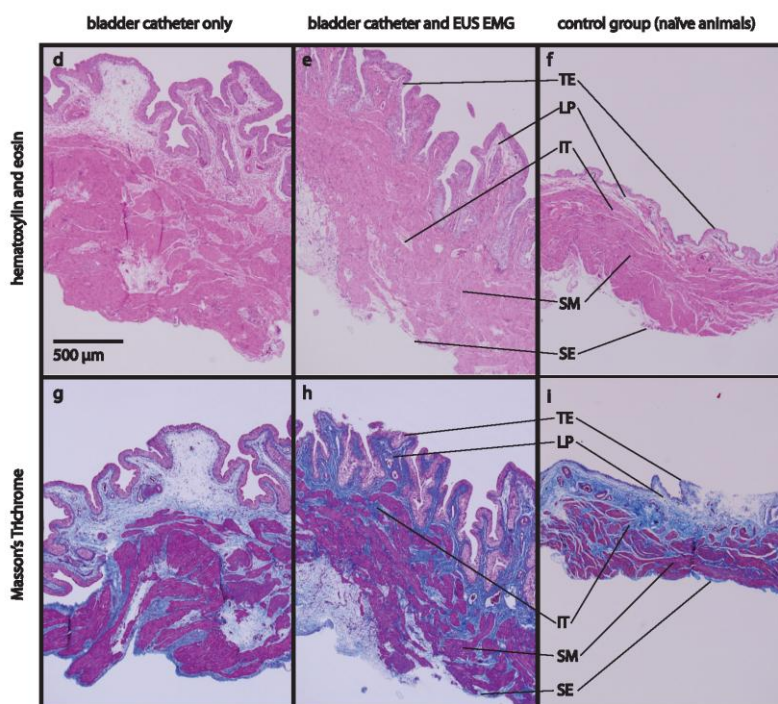 bladder catheter only
bladder catheter and EUS EMG
control group (naïve animals)
hematoxylin and eosin
d
e
f
TE
LP
IT
SM
SE
500 µm
Masson's Trichrome
g
h
i
TE
LP
IT
SM
SE